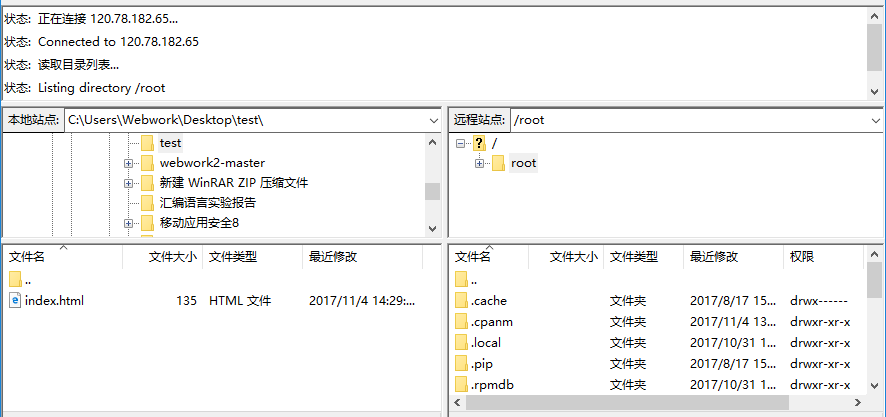 状态: 正在连接 120.78.182.65...
状态: Connected to 120.78.182.65
状态: 读取目录列表...
状态: Listing directory /root
本地站点: C:\Users\Webwork\Desktop\test\
test
webwork2-master
新建 WinRAR ZIP 压缩文件
汇编语言实验报告
移动应用安全8
远程站点: /root
? /
root
文件名 文件大小 文件类型 最近修改
..
index.html 135 HTML 文件 2017/11/4 14:29:...
文件名 文件大小 文件类型 最近修改 权限
..
.cache 文件夹 2017/8/17 15... drwx------
.cpanm 文件夹 2017/11/4 13... drwxr-xr-x
.local 文件夹 2017/10/31 1... drwxr-xr-x
.pip 文件夹 2017/8/17 15... drwxr-xr-x
.rpmdb 文件夹 2017/10/31 1... drwxr-xr-x